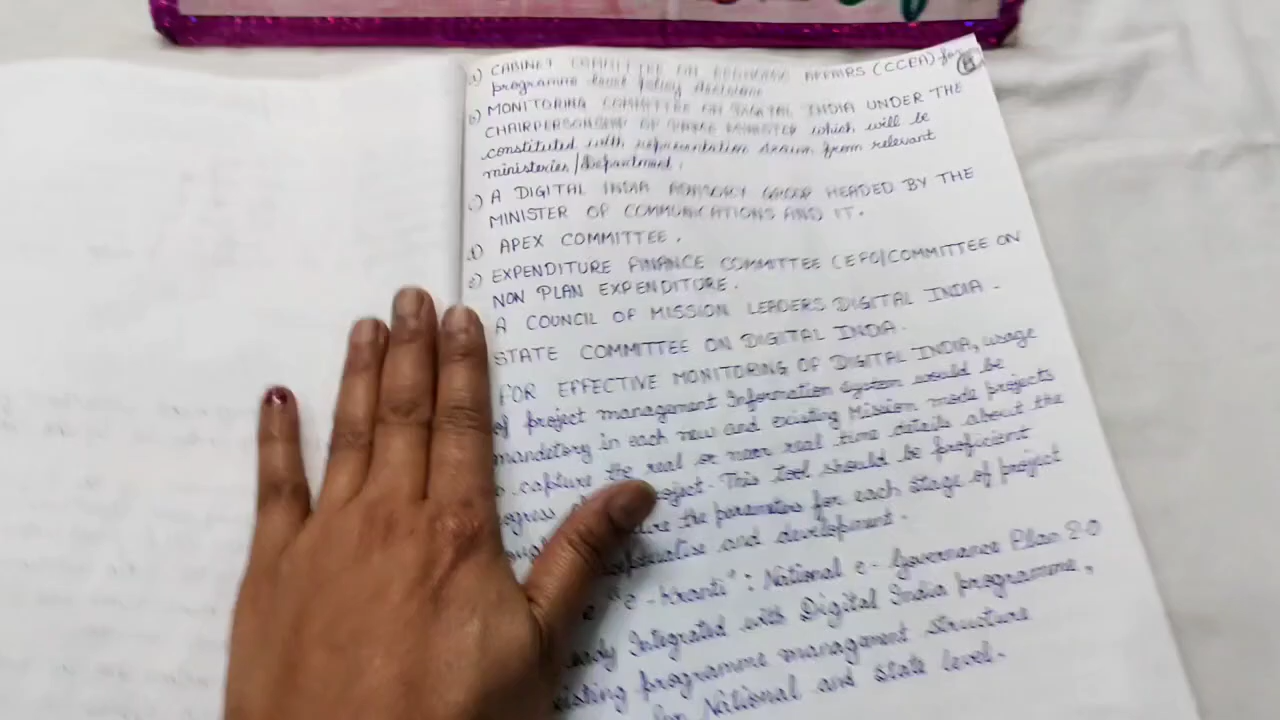 a) CABINET COMMITTEE ON ECONOMIC AFFAIRS (CCEA) for
programme level policy decisions
b) MONITORING COMMITTEE ON DIGITAL INDIA UNDER THE
CHAIRPERSONSHIP OF PRIME MINISTER which will be
constituted with representation drawn from relevant
ministeries/Department.
c) A DIGITAL INDIA ADVISORY GROUP HEADED BY THE
MINISTER OF COMMUNICATIONS AND IT.
d) APEX COMMITTEE.
e) EXPENDITURE FINANCE COMMITTEE (EFC)/COMMITTEE ON
NON PLAN EXPENDITURE.
A COUNCIL OF MISSION LEADERS DIGITAL INDIA -
STATE COMMITTEE ON DIGITAL INDIA.
FOR EFFECTIVE MONITORING OF DIGITAL INDIA, usage
of project management Information System would be
mandatory in each new and existing Mission mode projects
capture the real or near real time details about the
project. This tool should be proficient
the parameters for each stage of project
and development.
"e-Kranti": National e-Governance Plan 2.0
Integrated with Digital India programme,
programme management structure
for National and state level.